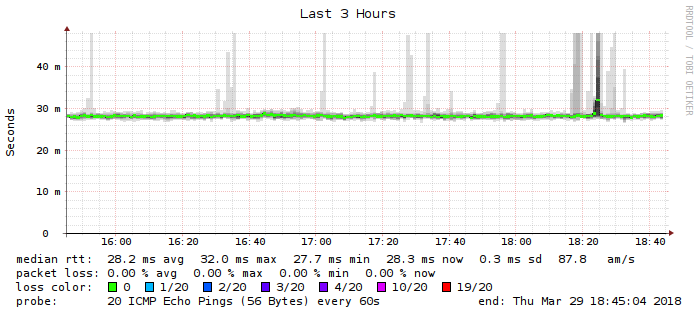 Last 3 Hours
RRDTOOL / TOBI OETIKER
Seconds
40 m
30 m
20 m
10 m
0
16:00 16:20 16:40 17:00 17:20 17:40 18:00 18:20 18:40
median rtt: 28.2 ms avg 32.0 ms max 27.7 ms min 28.3 ms now 0.3 ms sd 87.8 am/s
packet loss: 0.00 % avg 0.00 % max 0.00 % min 0.00 % now
loss color: 0 1/20 2/20 3/20 4/20 10/20 19/20
probe: 20 ICMP Echo Pings (56 Bytes) every 60s end: Thu Mar 29 18:45:04 2018